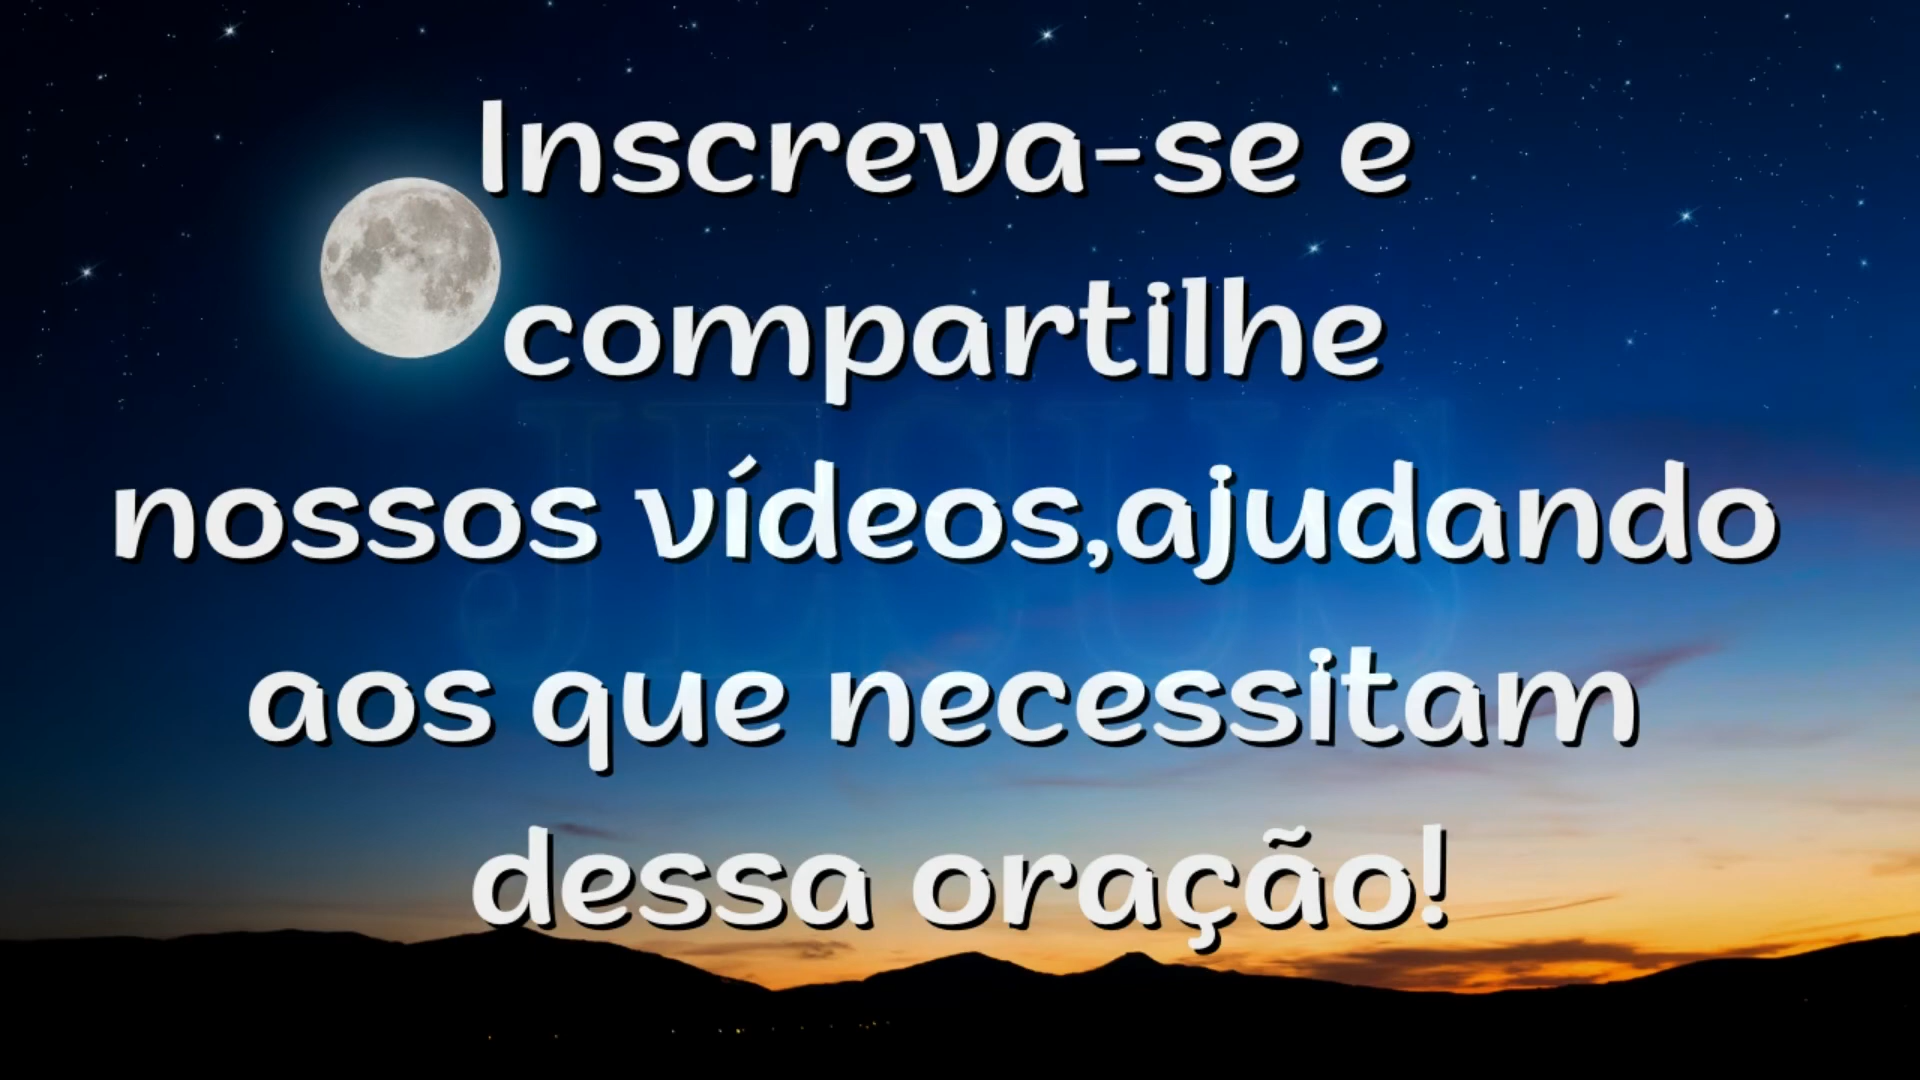 Inscreva-se e
compartilhe
nossos vídeos,ajudando
aos que necessitam
dessa oração!